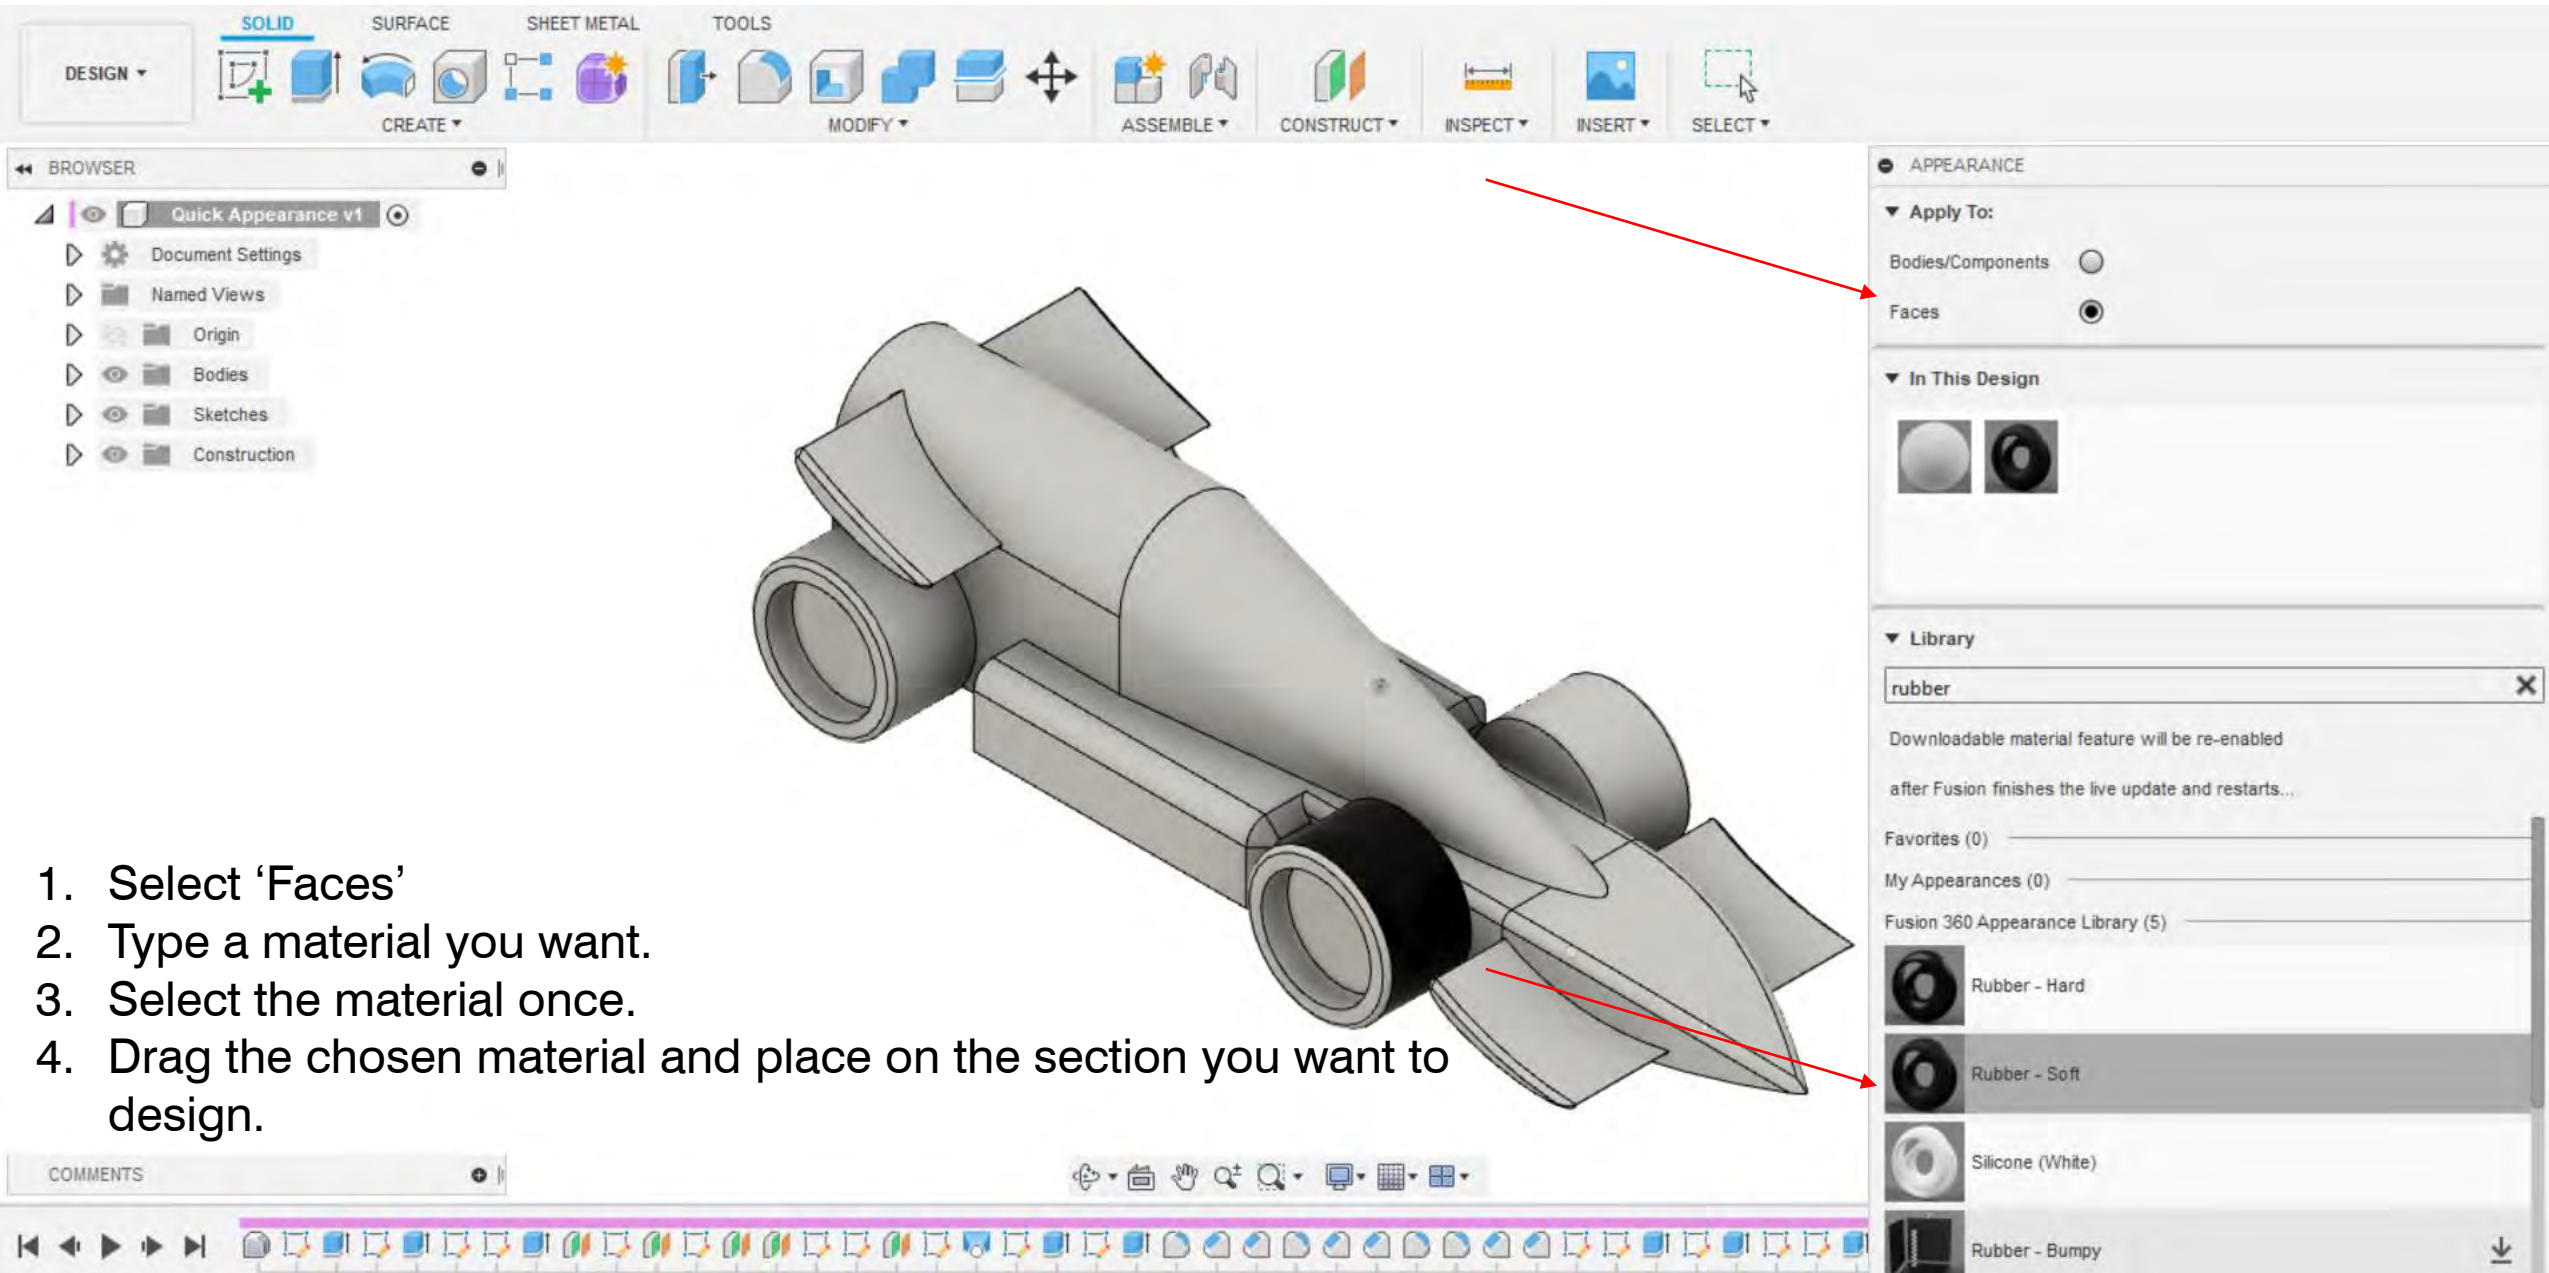 SOLID
SURFACE
SHEET METAL
TOOLS
DESIGN
CREATE
MODIFY
ASSEMBLE
CONSTRUCT
INSPECT
INSERT
SELECT
BROWSER
Quick Appearance v1
Document Settings
Named Views
Origin
Bodies
Sketches
Construction
APPEARANCE
Apply To:
Bodies/Components
Faces
In This Design
Library
rubber
Downloadable material feature will be re-enabled
after Fusion finishes the live update and restarts...
Favorites (0)
My Appearances (0)
Fusion 360 Appearance Library (5)
Rubber - Hard
Rubber - Soft
Silicone (White)
Rubber - Bumpy
1. Select ‘Faces’
2. Type a material you want.
3. Select the material once.
4. Drag the chosen material and place on the section you want to
design.
COMMENTS